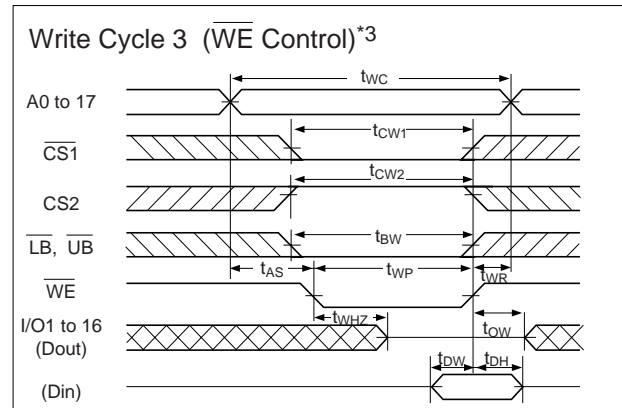 Write Cycle 3 (WE Control)*3
tWC
A0 to 17
tCW1
CS1
tCW2
CS2
tBW
LB, UB
tAS tWP tWR
WE
tWHZ
I/O1 to 16
(Dout)
tOW
tDW tDH
(Din)